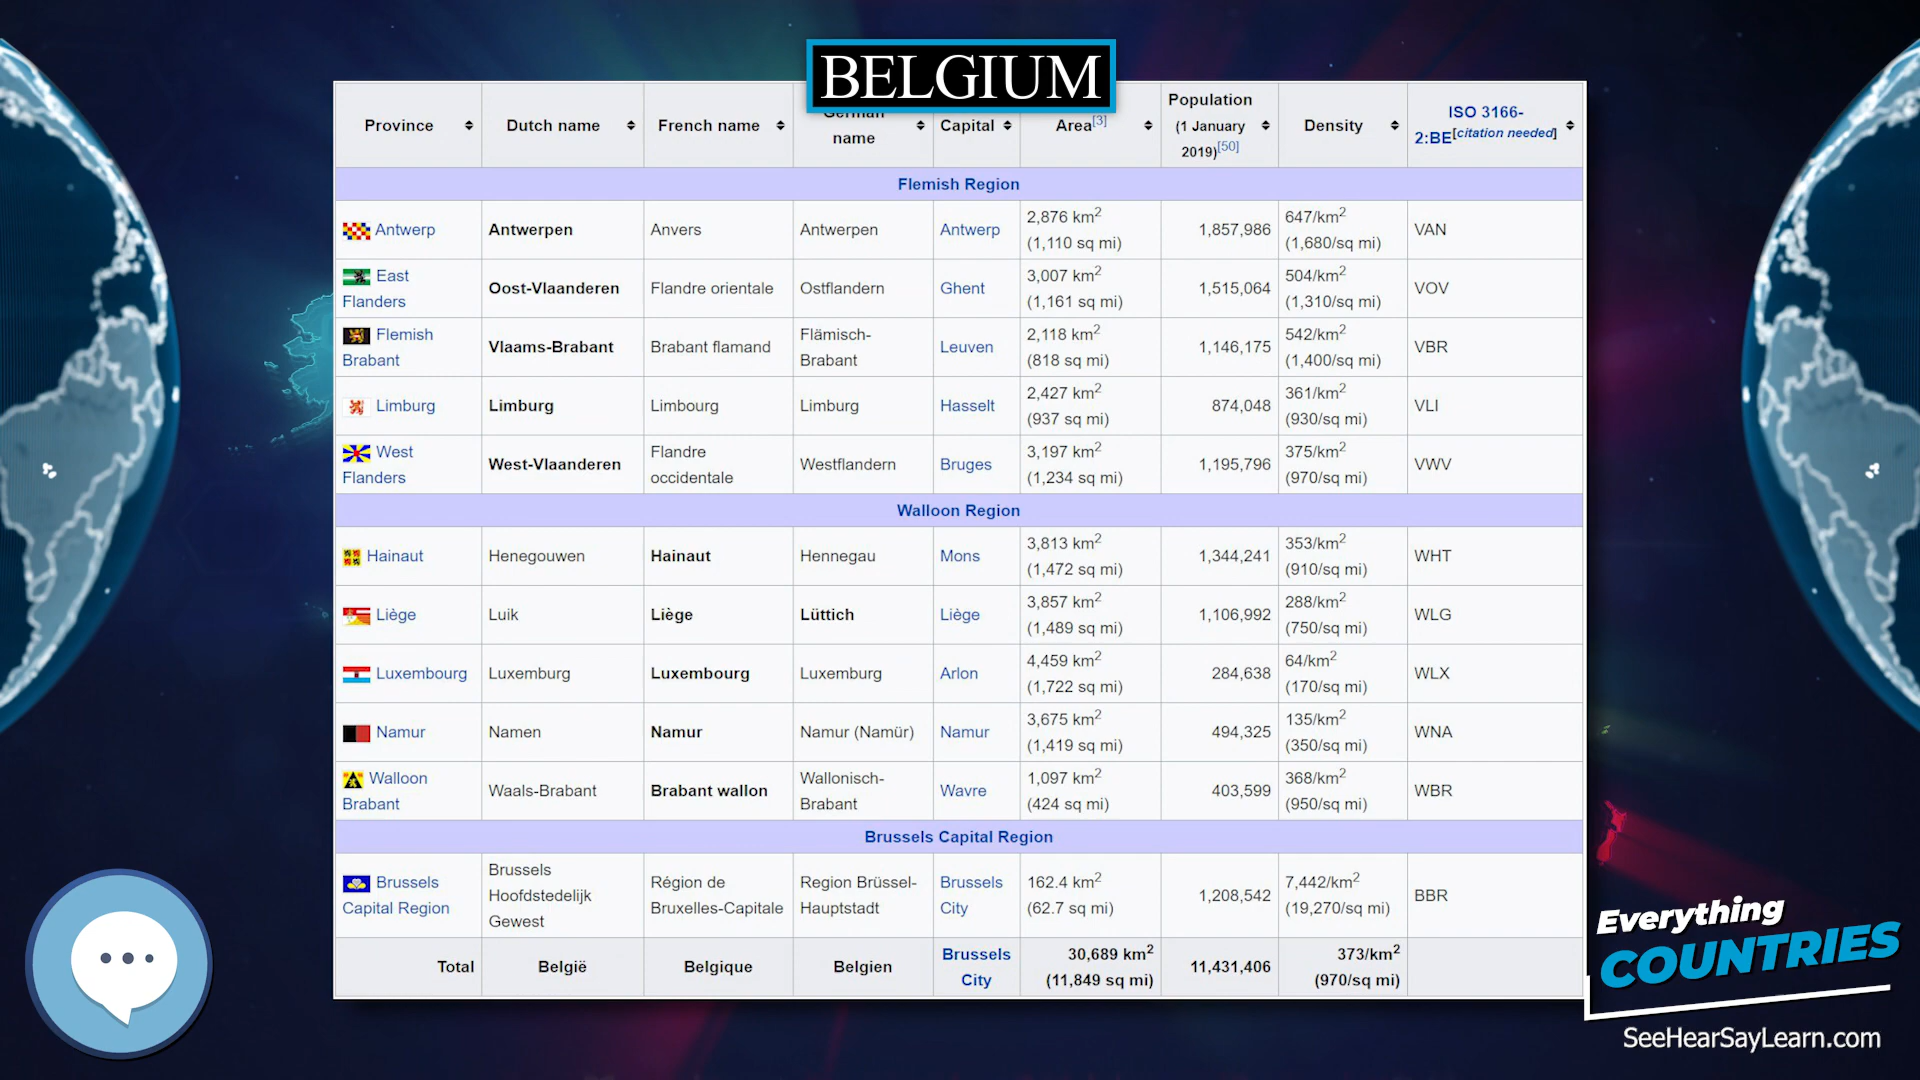 BELGIUM
Province Dutch name French name German name Capital Area[3] Population (1 January 2019)[50] Density ISO 3166-2:BE[citation needed]
Flemish Region
Antwerp Antwerpen Anvers Antwerpen Antwerp 2,876 km2 (1,110 sq mi) 1,857,986 647/km2 (1,680/sq mi) VAN
East Flanders Oost-Vlaanderen Flandre orientale Ostflandern Ghent 3,007 km2 (1,161 sq mi) 1,515,064 504/km2 (1,310/sq mi) VOV
Flemish Brabant Vlaams-Brabant Brabant flamand Flämisch-Brabant Leuven 2,118 km2 (818 sq mi) 1,146,175 542/km2 (1,400/sq mi) VBR
Limburg Limburg Limbourg Limburg Hasselt 2,427 km2 (937 sq mi) 874,048 361/km2 (930/sq mi) VLI
West Flanders West-Vlaanderen Flandre occidentale Westflandern Bruges 3,197 km2 (1,234 sq mi) 1,195,796 375/km2 (970/sq mi) VWV
Walloon Region
Hainaut Henegouwen Hainaut Hennegau Mons 3,813 km2 (1,472 sq mi) 1,344,241 353/km2 (910/sq mi) WHT
Liège Luik Liège Lüttich Liège 3,857 km2 (1,489 sq mi) 1,106,992 288/km2 (750/sq mi) WLG
Luxembourg Luxemburg Luxembourg Luxemburg Arlon 4,459 km2 (1,722 sq mi) 284,638 64/km2 (170/sq mi) WLX
Namur Namen Namur Namur (Namür) Namur 3,675 km2 (1,419 sq mi) 494,325 135/km2 (350/sq mi) WNA
Walloon Brabant Waals-Brabant Brabant wallon Wallonisch-Brabant Wavre 1,097 km2 (424 sq mi) 403,599 368/km2 (950/sq mi) WBR
Brussels Capital Region
Brussels Capital Region Brussels Hoofdstedelijk Gewest Région de Bruxelles-Capitale Region Brüssel-Hauptstadt Brussels City 162.4 km2 (62.7 sq mi) 1,208,542 7,442/km2 (19,270/sq mi) BBR
Total België Belgique Belgien Brussels City 30,689 km2 (11,849 sq mi) 11,431,406 373/km2 (970/sq mi)
Everything
COUNTRIES
SeeHearSayLearn.com